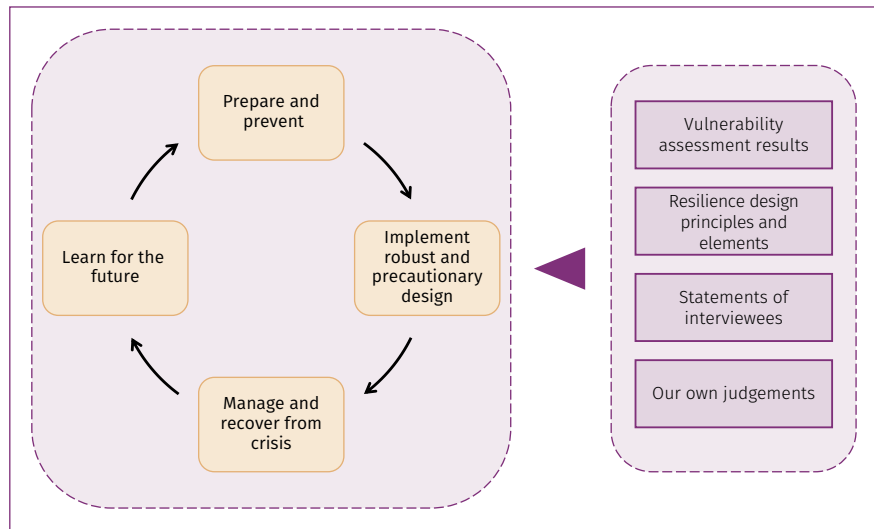 Prepare and
prevent
Implement
robust and
precautionary
design
Manage and
recover from
crisis
Learn for the
future
Vulnerability
assessment results
Resilience design
principles and
elements
Statements of
interviewees
Our own judgements